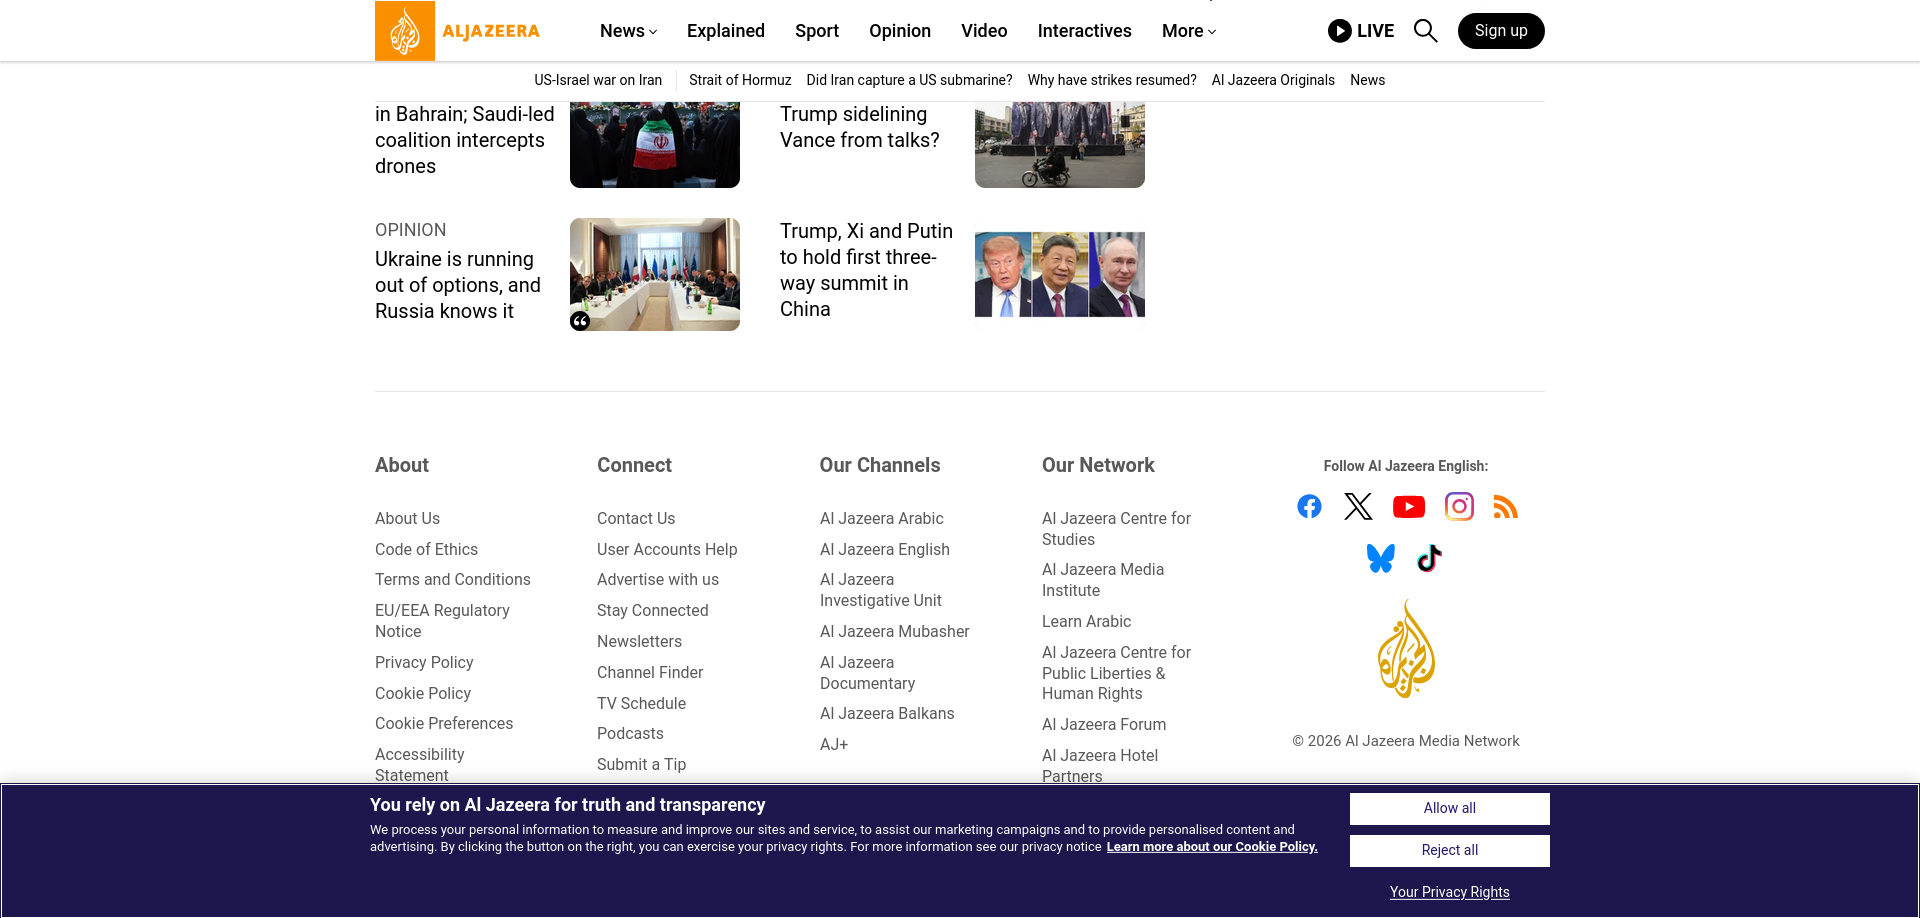 ALJAZEERA
News
Explained
Sport
Opinion
Video
Interactives
More
LIVE
Sign up
US-Israel war on Iran
Strait of Hormuz
Did Iran capture a US submarine?
Why have strikes resumed?
Al Jazeera Originals
News
in Bahrain; Saudi-led
coalition intercepts
drones
Trump sidelining
Vance from talks?
OPINION
Ukraine is running
out of options, and
Russia knows it
Trump, Xi and Putin
to hold first three-
way summit in
China
About
About Us
Code of Ethics
Terms and Conditions
EU/EEA Regulatory
Notice
Privacy Policy
Cookie Policy
Cookie Preferences
Accessibility
Statement
Connect
Contact Us
User Accounts Help
Advertise with us
Stay Connected
Newsletters
Channel Finder
TV Schedule
Podcasts
Submit a Tip
Our Channels
Al Jazeera Arabic
Al Jazeera English
Al Jazeera
Investigative Unit
Al Jazeera Mubasher
Al Jazeera
Documentary
Al Jazeera Balkans
AJ+
Our Network
Al Jazeera Centre for
Studies
Al Jazeera Media
Institute
Learn Arabic
Al Jazeera Centre for
Public Liberties &
Human Rights
Al Jazeera Forum
Al Jazeera Hotel
Partners
Follow Al Jazeera English:
© 2026 Al Jazeera Media Network
You rely on Al Jazeera for truth and transparency
We process your personal information to measure and improve our sites and service, to assist our marketing campaigns and to provide personalised content and
advertising. By clicking the button on the right, you can exercise your privacy rights. For more information see our privacy notice Learn more about our Cookie Policy.
Allow all
Reject all
Your Privacy Rights